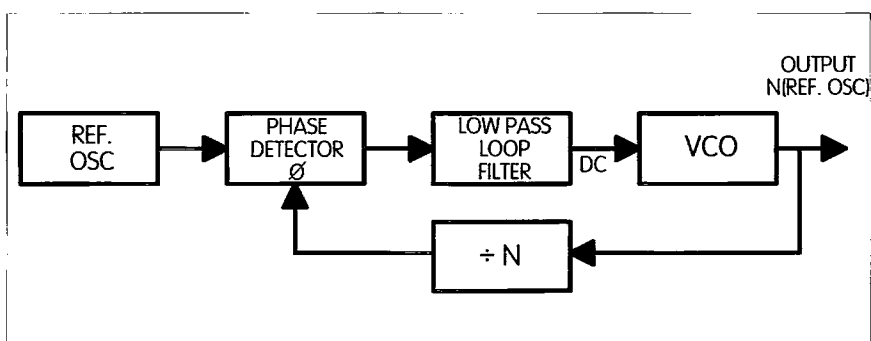 OUTPUT
N(REF. OSC)
REF.
OSC
PHASE
DETECTOR
Ø
LOW PASS
LOOP
FILTER
DC
VCO
÷ N